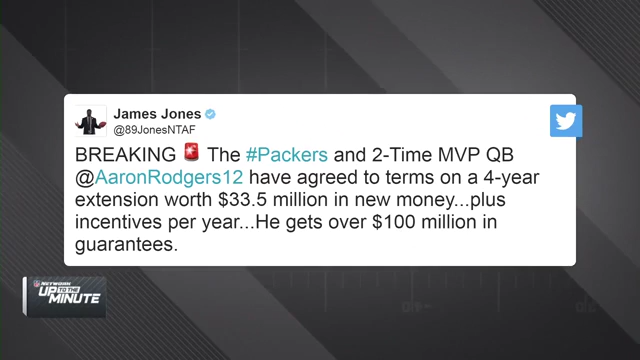 James Jones
@89JonesNTAF
BREAKING 🚨 The #Packers and 2-Time MVP QB
@AaronRodgers12 have agreed to terms on a 4-year
extension worth $33.5 million in new money...plus
incentives per year...He gets over $100 million in
guarantees.
NFL NETWORK
UP TO THE
MINUTE